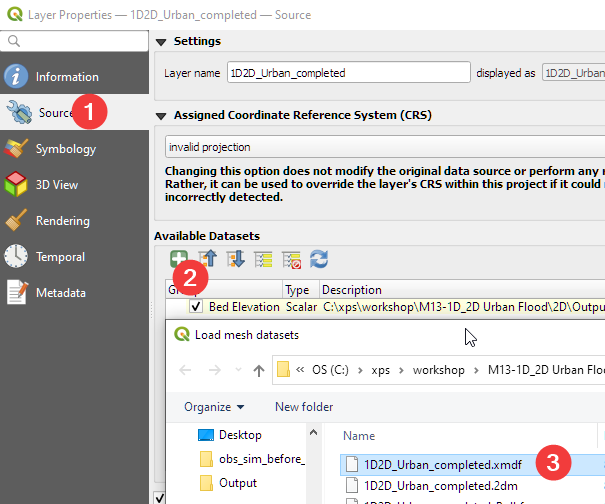 Layer Properties — 1D2D_Urban_completed — Source
Information
Source
Symbology
3D View
Rendering
Temporal
Metadata
1
Settings
Layer name 1D2D_Urban_completed displayed as 1D2D_Urban_
Assigned Coordinate Reference System (CRS)
invalid projection
Changing this option does not modify the original data source or perform any
Rather, it can be used to override the layer's CRS within this project if it
incorrectly detected.
Available Datasets
2
Type Description
Bed Elevation Scalar C:\xps\workshop\M13-1D_2D Urban Flood\2D\Outpu
Load mesh datasets
« OS (C:) › xps › workshop › M13-1D_2D Urban Floo
Organize New folder
Desktop
obs_sim_before_
Output
Name
1D2D_Urban_completed.xmdf
3
1D2D_Urban_completed.2dm